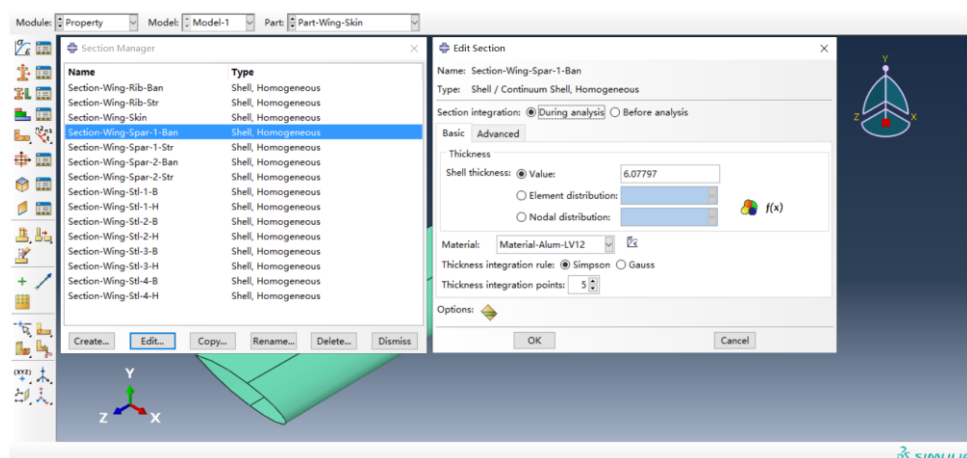 Module: Property Model: Model-1 Part: Part-Wing-Skin
Section Manager
Name Type
Section-Wing-Rib-Ban Shell, Homogeneous
Section-Wing-Rib-Str Shell, Homogeneous
Section-Wing-Skin Shell, Homogeneous
Section-Wing-Spar-1-Ban Shell, Homogeneous
Section-Wing-Spar-1-Str Shell, Homogeneous
Section-Wing-Spar-2-Ban Shell, Homogeneous
Section-Wing-Spar-2-Str Shell, Homogeneous
Section-Wing-Stl-1-B Shell, Homogeneous
Section-Wing-Stl-1-H Shell, Homogeneous
Section-Wing-Stl-2-B Shell, Homogeneous
Section-Wing-Stl-2-H Shell, Homogeneous
Section-Wing-Stl-3-B Shell, Homogeneous
Section-Wing-Stl-3-H Shell, Homogeneous
Section-Wing-Stl-4-B Shell, Homogeneous
Section-Wing-Stl-4-H Shell, Homogeneous
Create... Edit... Copy... Rename... Delete... Dismiss
Edit Section
Name: Section-Wing-Spar-1-Ban
Type: Shell / Continuum Shell, Homogeneous
Section integration: During analysis Before analysis
Basic Advanced
Thickness
Shell thickness: Value: 6.07797
Element distribution:
Nodal distribution:
f(x)
Material: Material-Alum-LV12
Thickness integration rule: Simpson Gauss
Thickness integration points: 5
Options:
OK Cancel
Y
Z X
(XYZ)
Y
Z X
SIMULIA